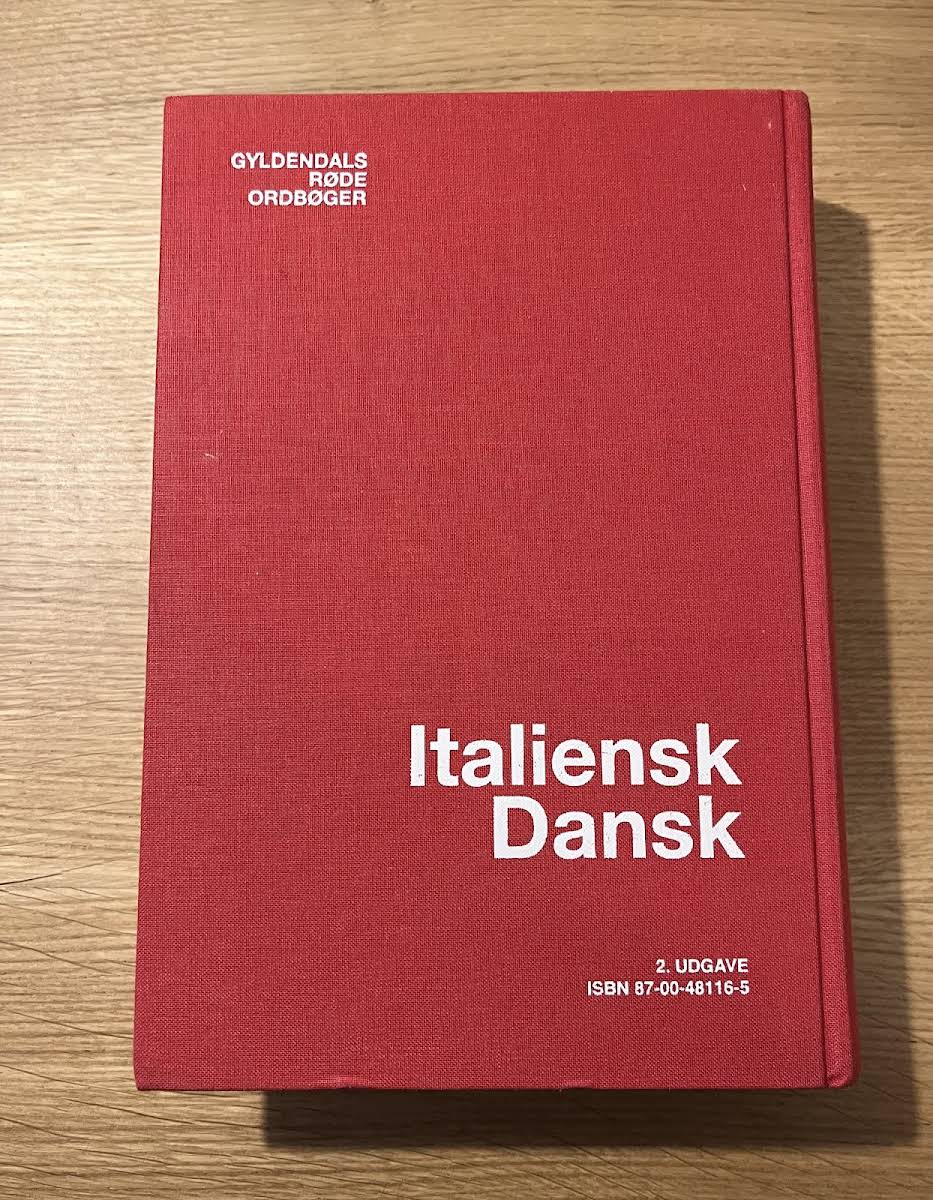 GYLDENDALS
RØDE
ORDBØGER
Italiensk
Dansk
2. UDGAVE
ISBN 87-00-48116-5